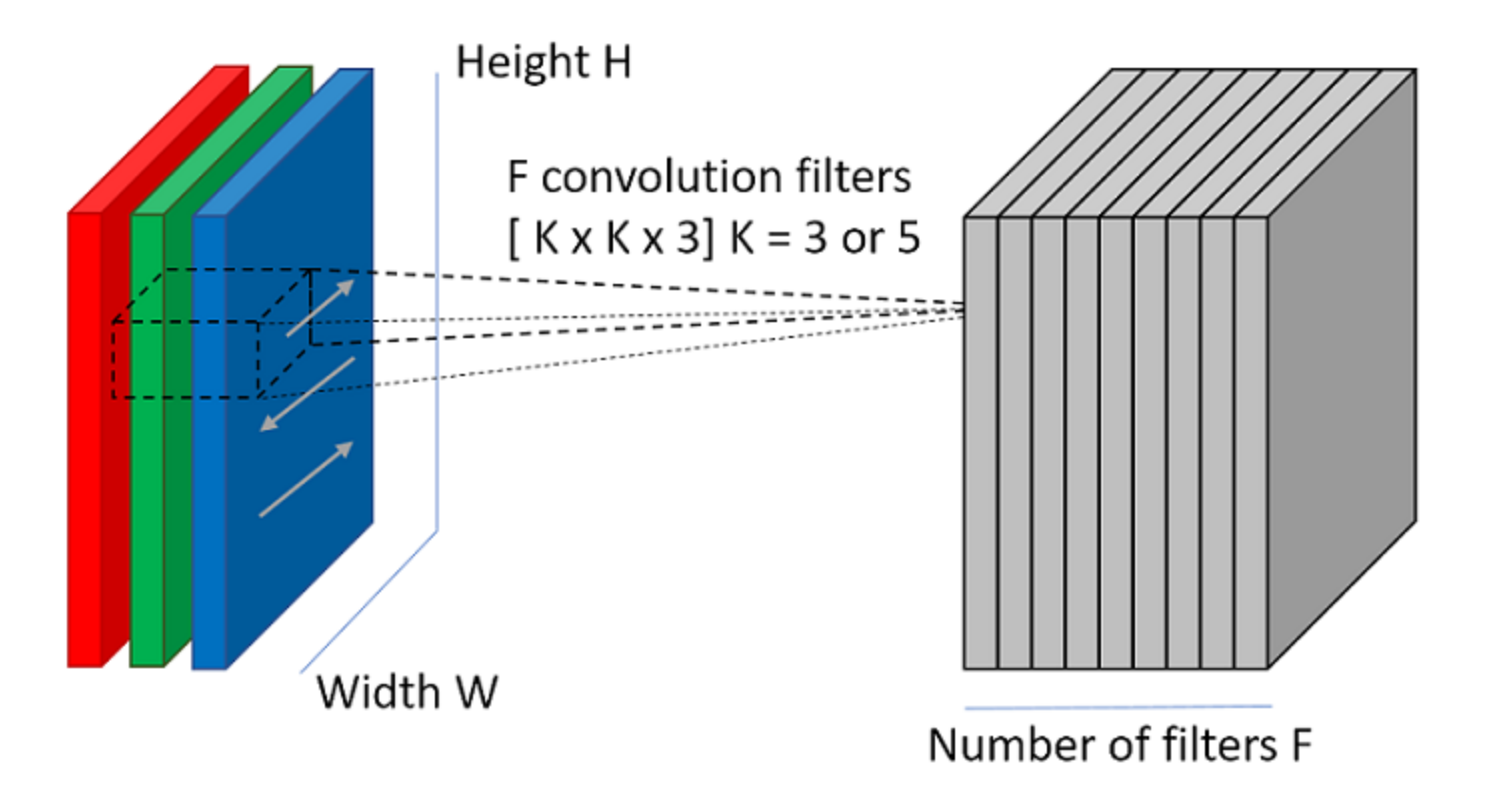 Height H
F convolution filters
[ K x K x 3] K = 3 or 5
Width W
Number of filters F